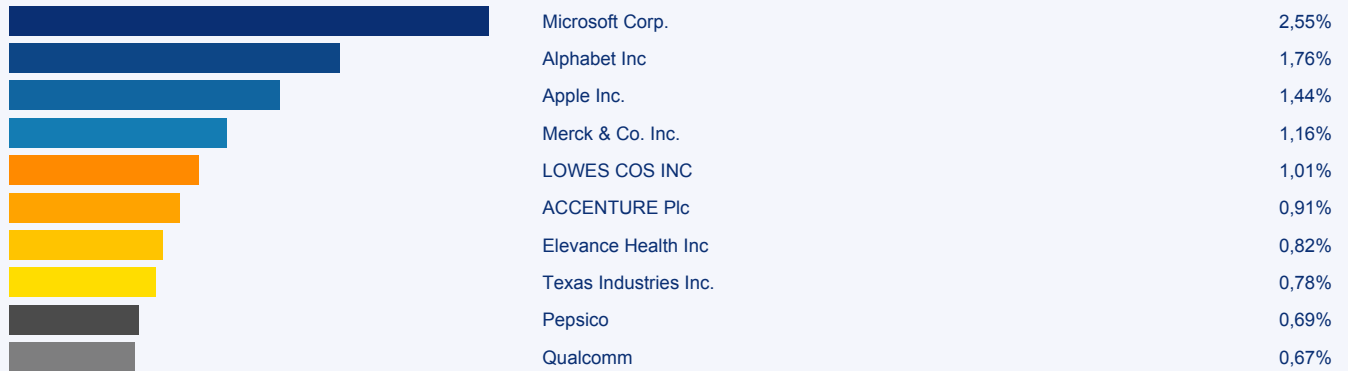 Microsoft Corp. 2,55%
Alphabet Inc 1,76%
Apple Inc. 1,44%
Merck & Co. Inc. 1,16%
LOWES COS INC 1,01%
ACCENTURE Plc 0,91%
Elevance Health Inc 0,82%
Texas Industries Inc. 0,78%
Pepsico 0,69%
Qualcomm 0,67%